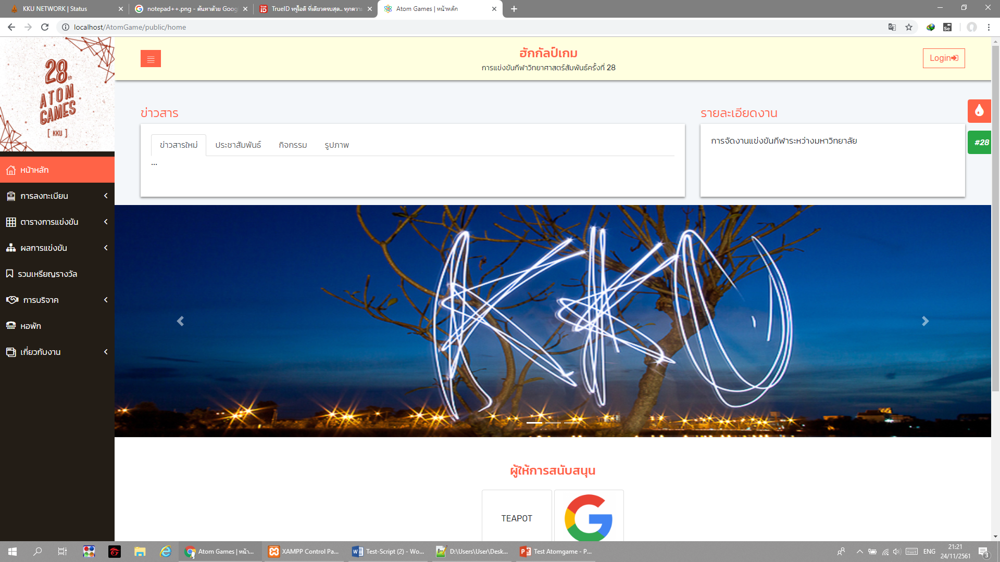 KKU NETWORK | Status
notepad++.png - ค้นหาด้วย Goog
TrueID ทรูไอดี ที่เดียวครบสุด.. ทุกความ
Atom Games | หน้าหลัก
localhost/AtomGame/public/home
28th
ATOM
GAMES
[ KKU ]
ฮักกัลป์เกม
การแข่งขันกีฬาวิทยาศาสตร์สัมพันธ์ครั้งที่ 28
Login
หน้าหลัก
การลงทะเบียน
ตารางการแข่งขัน
ผลการแข่งขัน
รวมเหรียญรางวัล
การบริจาค
หอพัก
เกี่ยวกับงาน
ข่าวสาร
ข่าวสารใหม่
ประชาสัมพันธ์
กิจกรรม
รูปภาพ
...
รายละเอียดงาน
การจัดงานแข่งขันกีฬาระหว่างมหาวิทยาลัย
#28
KKU
ผู้ให้การสนับสนุน
TEAPOT
G
Atom Games | หน้า...
XAMPP Control Pa...
Test-Script (2) - Wo...
D:\Users\User\Desk...
Test Atomgame - P...
ENG
21:21
24/11/2561
3